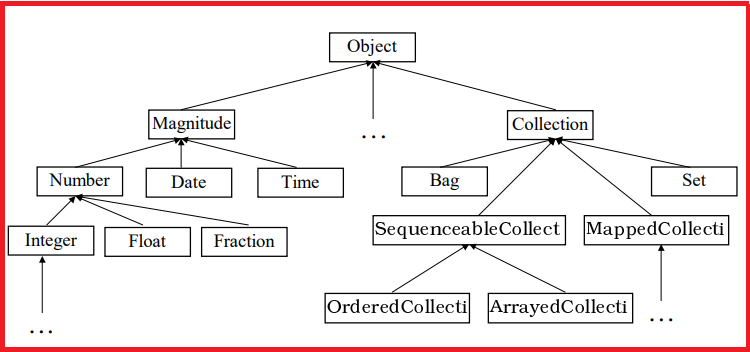 Object
Magnitude
...
Collection
Number
Date
Time
Bag
Set
SequenceableCollect
MappedCollecti
Integer
Float
Fraction
OrderedCollecti
ArrayedCollecti
...
...